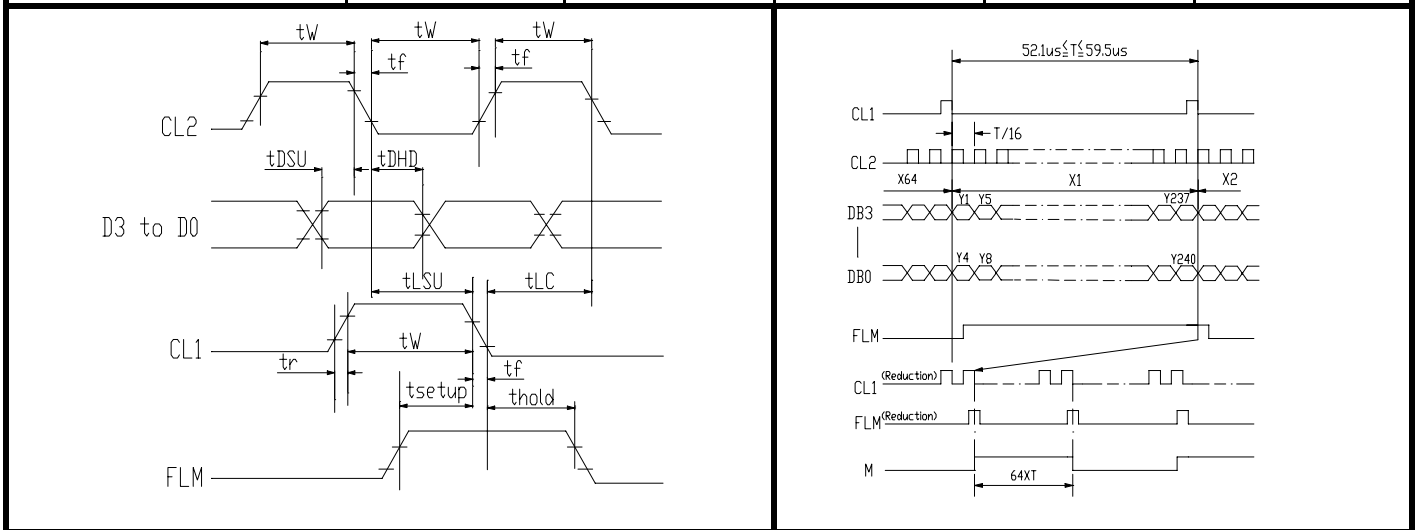 tW tW tW
tf tf
CL2
tDSU tDHD
D3 to D0
tLSU tLC
CL1
tW
tr tf
tsetup thold
FLM
52.1us≦T≦59.5us
CL1
T/16
CL2
X64 X1 X2
Y1 Y5 Y237
DB3
Y4 Y8 Y240
DB0
FLM
CL1(Reduction)
FLM(Reduction)
M
64XT